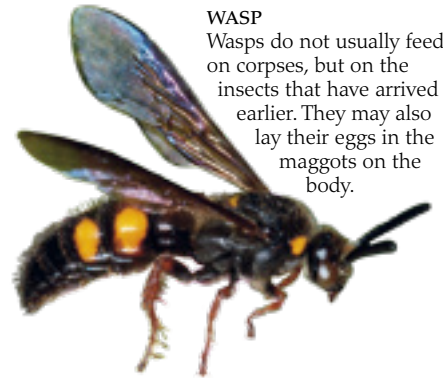 WASP
Wasps do not usually feed
on corpses, but on the
insects that have arrived
earlier. They may also
lay their eggs in the
maggots on the
body.